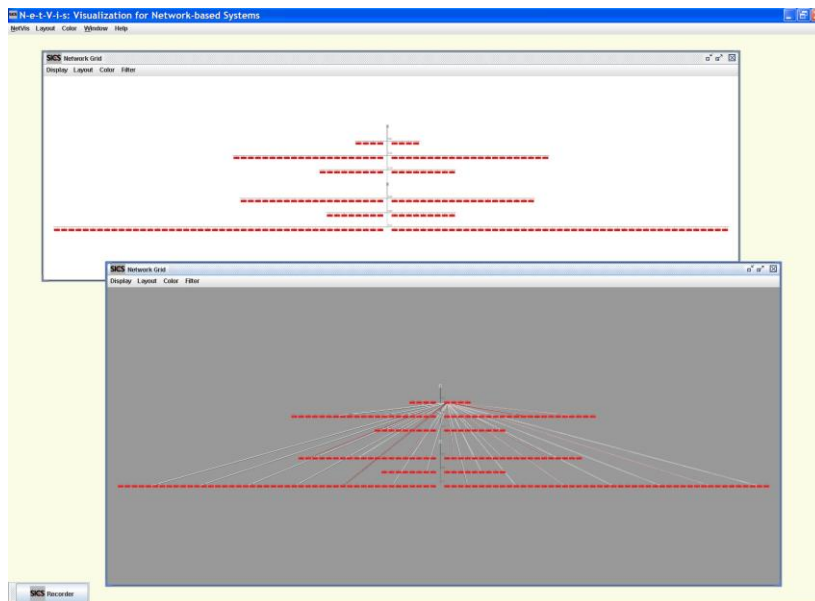 N-e-t-V-i-s: Visualization for Network-based Systems
NetVis Layout Color Window Help
SICS Network Grid
Display Layout Color Filter
SICS Network Grid
Display Layout Color Filter
SICS Recorder